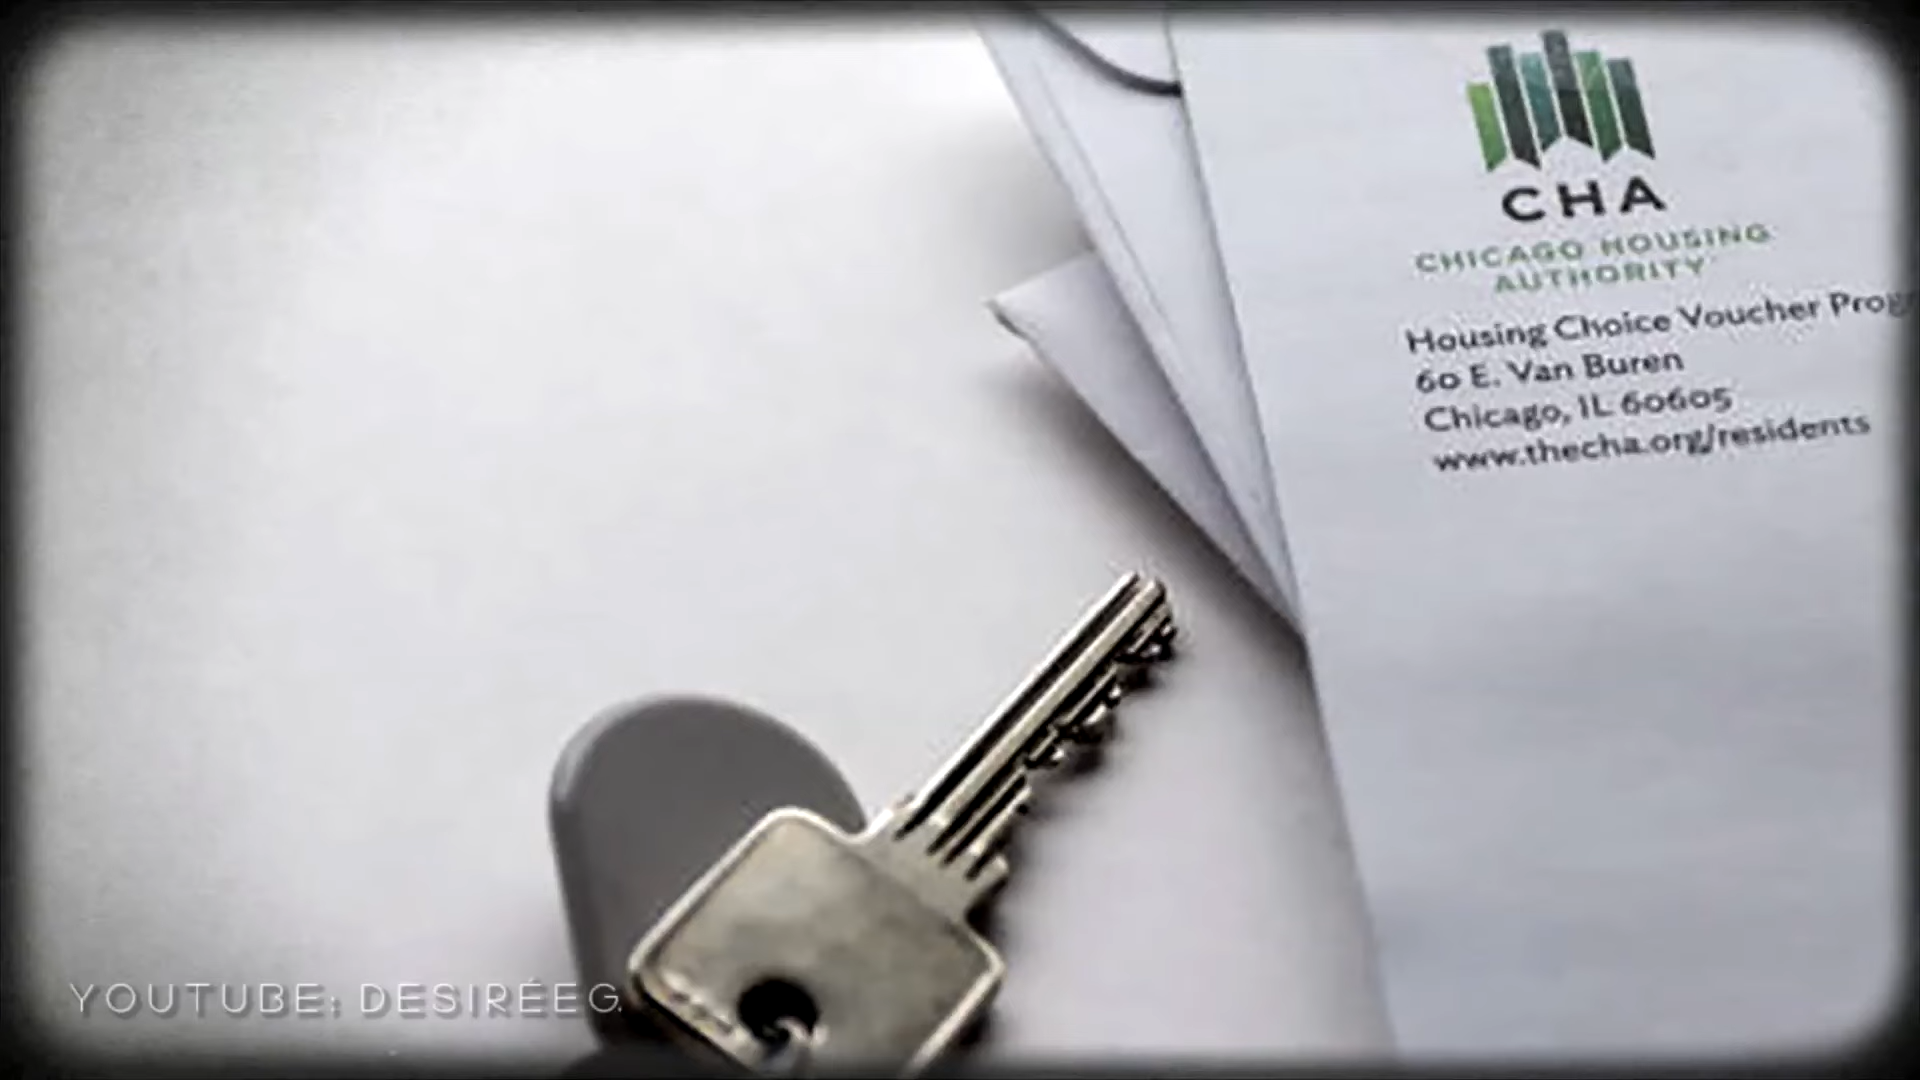 CHA
CHICAGO HOUSING
AUTHORITY
Housing Choice Voucher
60 E. Van Buren
Chicago, IL 60605
www.thecha.org/residents
YOUTUBE: DESIRÉEG.